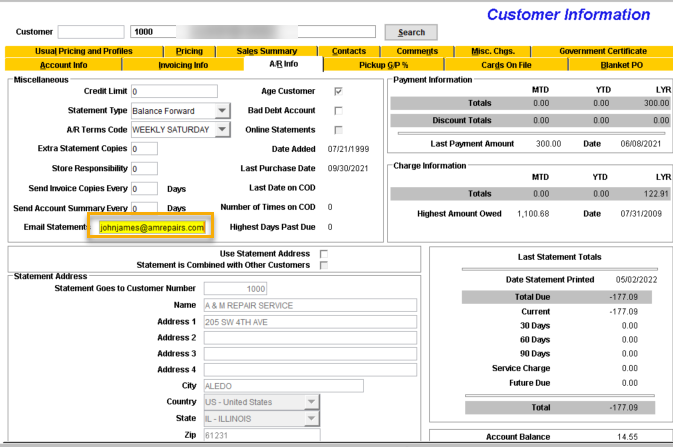 Customer Information
Customer 1000 Search
Usual Pricing and Profiles Pricing Sales Summary Contacts Comments Misc. Chgs. Government Certificate
Account Info Invoicing Info A/R Info Pickup G/P % Cards On File Blanket PO
Miscellaneous
Credit Limit 0 Age Customer
Statement Type Balance Forward Bad Debt Account
A/R Terms Code WEEKLY SATURDAY Online Statements
Extra Statement Copies 0 Date Added 07/21/1999
Store Responsibility 0 Last Purchase Date 09/30/2021
Send Invoice Copies Every 0 Days Last Date on COD
Send Account Summary Every 0 Days Number of Times on COD 0
Email Statement johnjames@amrepairs.com Highest Days Past Due 0
Payment Information
MTD YTD LYR
Totals 0.00 0.00 300.00
Discount Totals 0.00 0.00 0.00
Last Payment Amount 300.00 Date 06/08/2021
Charge Information
MTD YTD LYR
Totals 0.00 0.00 122.91
Highest Amount Owed 1,100.68 Date 07/31/2009
Use Statement Address
Statement is Combined with Other Customers
Statement Address
Statement Goes to Customer Number 1000
Name A & M REPAIR SERVICE
Address 1 205 SW 4TH AVE
Address 2
Address 3
Address 4
City ALEDO
Country US - United States
State IL - ILLINOIS
Zip 61231
Last Statement Totals
Date Statement Printed 05/02/2022
Total Due -177.09
Current -177.09
30 Days 0.00
60 Days 0.00
90 Days 0.00
Service Charge 0.00
Future Due 0.00
Total -177.09
Account Balance 14.55